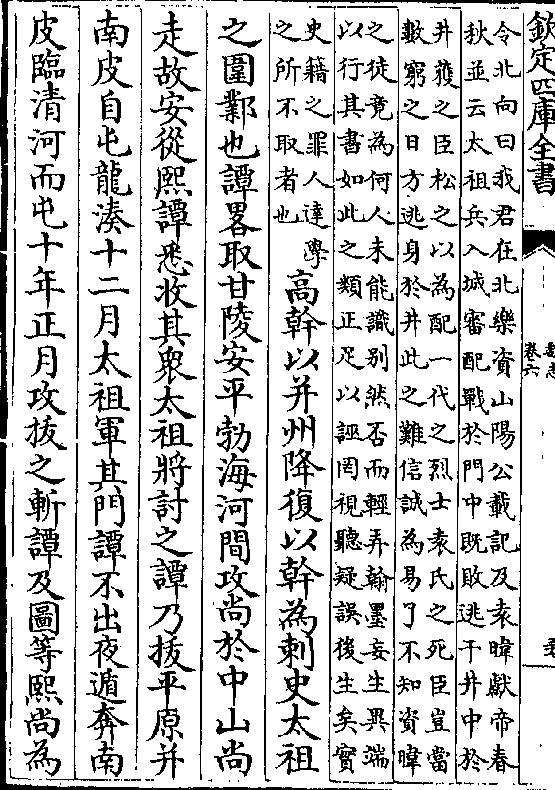 欽定四庫全書
卷六
令北向曰我君在北樂資山陽公載記及袁暐獻帝春
秋並云太祖兵入城審配戰於門中既敗逃于井中於
井獲之臣松之以為配一代之烈士袁氏之死臣豈當
數窮之日方逃身於井此之難信誠為易了不知資暐
之徒竟為何人未能識別然否而輕弄翰墨妄生異端
以行其書如此之類正足以誣罔視聽疑誤後生矣實
史籍之罪人達學
之所不取者也
高幹以并州降復以幹為刺史太祖
之圍鄴也譚畧取甘陵安平勃海河間攻尚於中山尚
走故安從熙譚悉收其衆太祖將討之譚乃拔平原并
南皮自屯龍湊十二月太祖軍其門譚不出夜遁奔南
皮臨清河而屯十年正月攻拔之斬譚及圖等熙尚為